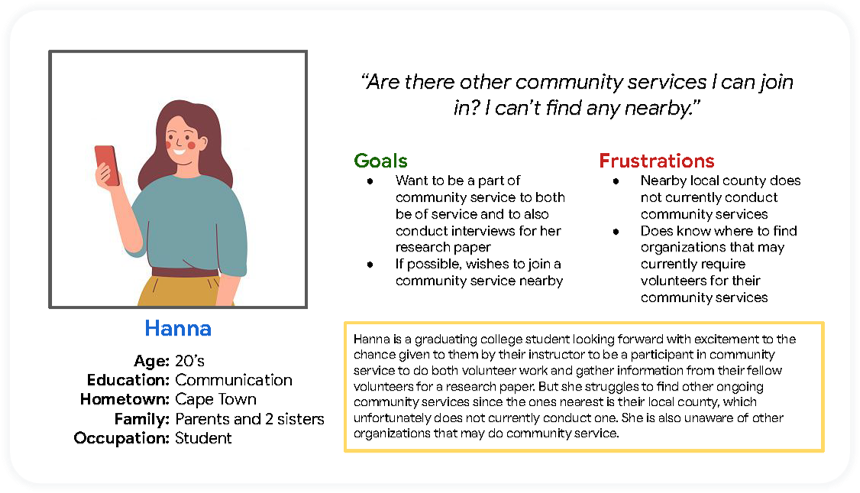 “Are there other community services I can join
in? I can’t find any nearby.”
Goals
● Want to be a part of
community service to both
be of service and to also
conduct interviews for her
research paper
● If possible, wishes to join a
community service nearby
Frustrations
● Nearby local county does
not currently conduct
community services
● Does know where to find
organizations that may
currently require
volunteers for their
community services
Hanna
Age: 20’s
Education: Communication
Hometown: Cape Town
Family: Parents and 2 sisters
Occupation: Student
Hanna is a graduating college student looking forward with excitement to the
chance given to them by their instructor to be a participant in community
service to do both volunteer work and gather information from their fellow
volunteers for a research paper. But she struggles to find other ongoing
community services since the ones nearest is their local county, which
unfortunately does not currently conduct one. She is also unaware of other
organizations that may do community service.